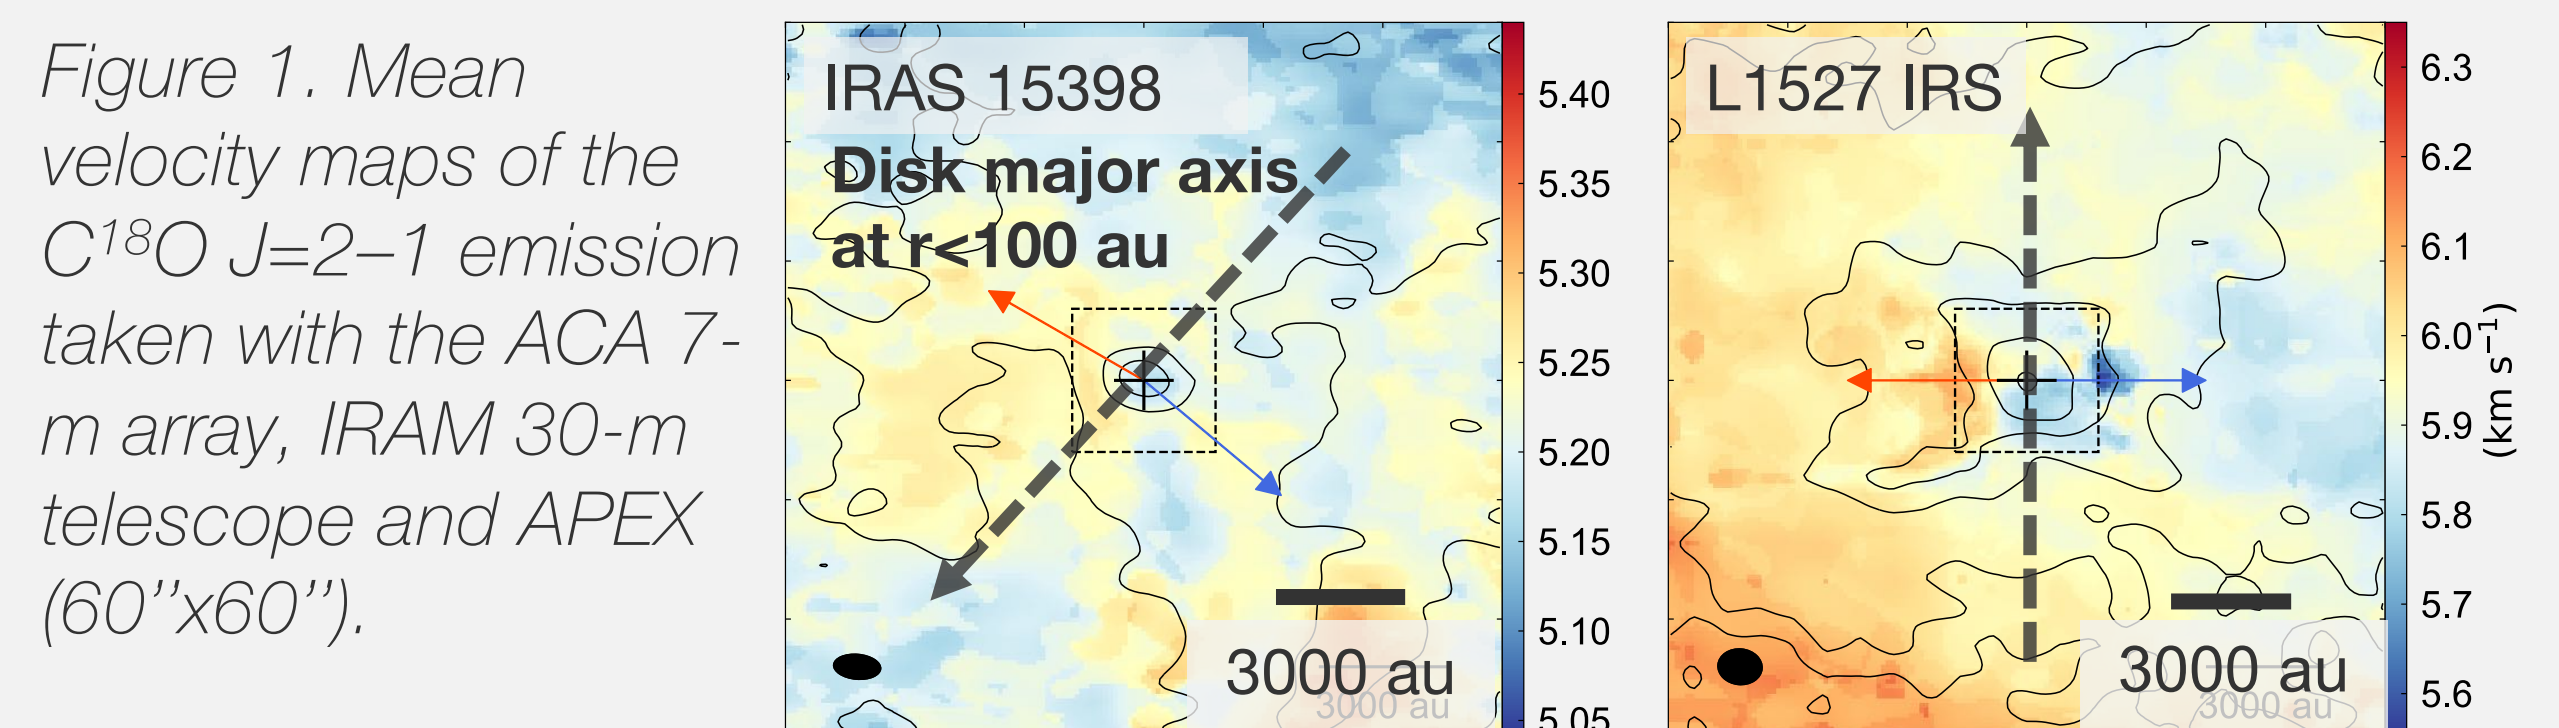 Figure 1. Mean
velocity maps of the
C¹⁸O J=2–1 emission
taken with the ACA 7-
m array, IRAM 30-m
telescope and APEX
(60’’x60’’).
IRAS 15398
Disk major axis
at r<100 au
3000 au
3000 au
5.40
5.35
5.30
5.25
5.20
5.15
5.10
5.05
L1527 IRS
3000 au
3000 au
6.3
6.2
6.1
6.0
5.9
5.8
5.7
5.6
(km s⁻¹)